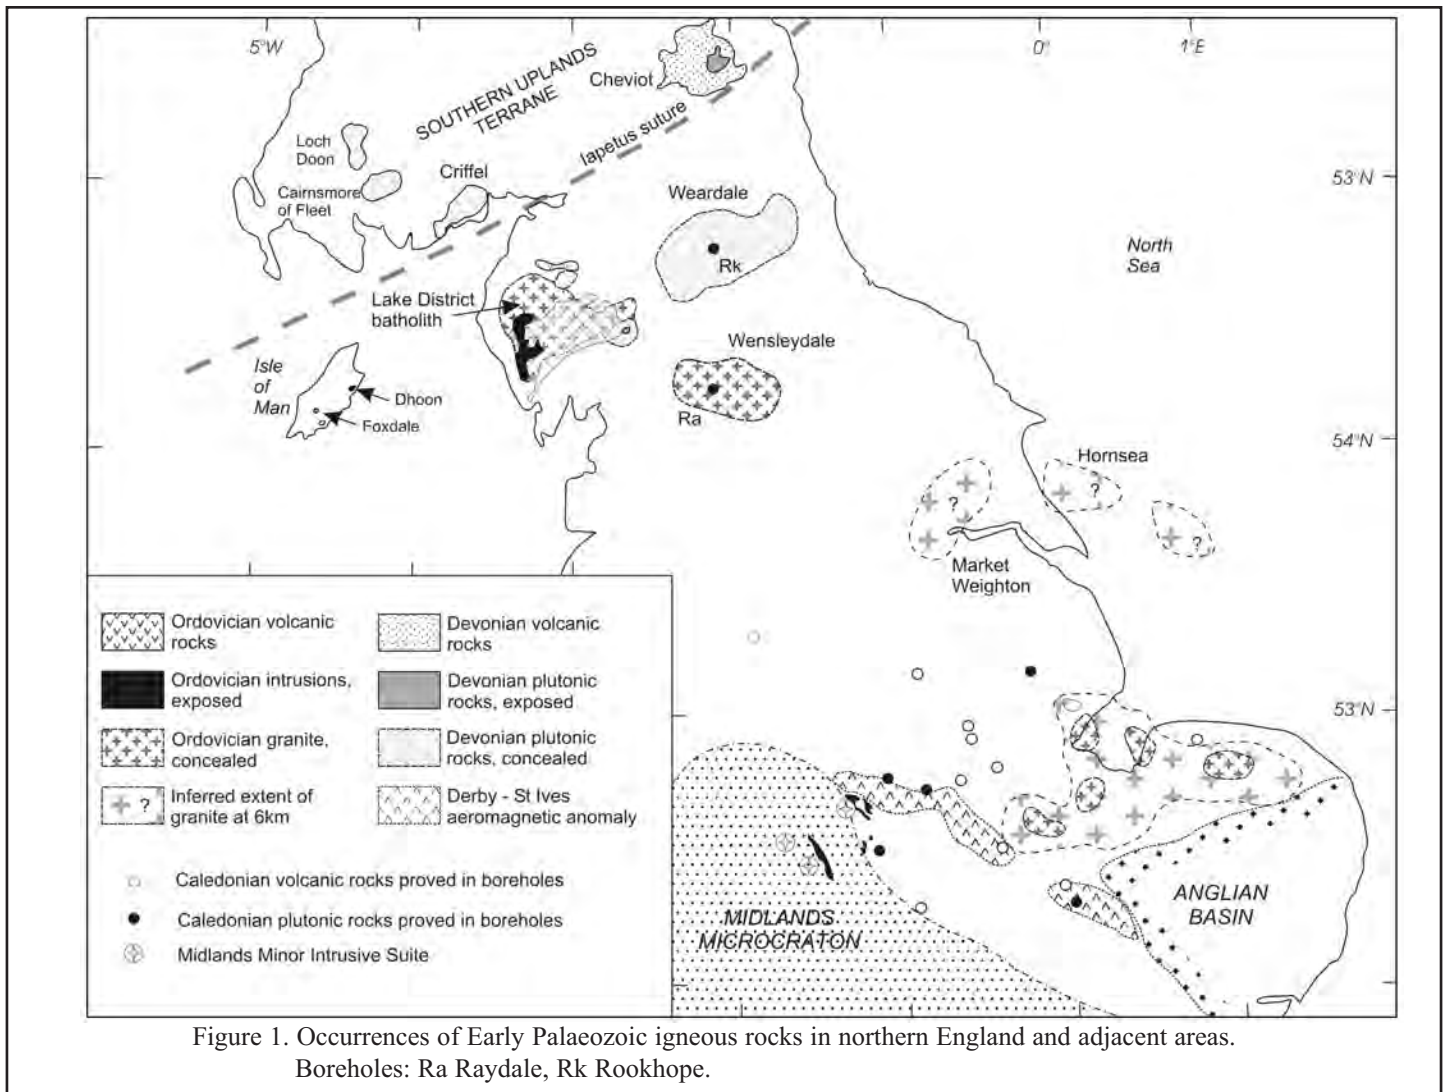 5°W
0°
1°E
SOUTHERN UPLANDS
TERRANE
Cheviot
Iapetus suture
Loch
Doon
Criffel
Cairnsmore
of Fleet
Weardale
53°N
Rk
North
Sea
Lake District
batholith
Wensleydale
Isle
of
Man
Dhoon
Foxdale
Ra
54°N
Hornsea
?
?
?
Market
Weighton
53°N
Ordovician volcanic
rocks
Devonian volcanic
rocks
Ordovician intrusions,
exposed
Devonian plutonic
rocks, exposed
Ordovician granite,
concealed
Devonian plutonic
rocks, concealed
?
Inferred extent of
granite at 6km
Derby - St Ives
aeromagnetic anomaly
Caledonian volcanic rocks proved in boreholes
Caledonian plutonic rocks proved in boreholes
Midlands Minor Intrusive Suite
MIDLANDS
MICROCRATON
ANGLIAN
BASIN
Figure 1. Occurrences of Early Palaeozoic igneous rocks in northern England and adjacent areas.
Boreholes: Ra Raydale, Rk Rookhope.